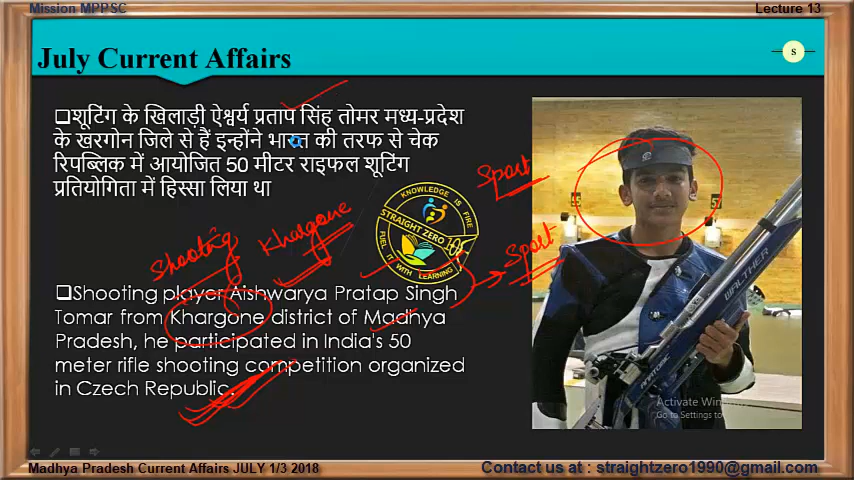 Mission MPPSC
Lecture 13
July Current Affairs
S
शूटिंग के खिलाड़ी ऐश्वर्य प्रताप सिंह तोमर मध्य-प्रदेश
के खरगोन जिले से हैं इन्होंने भारत की तरफ से चेक
रिपब्लिक में आयोजित 50 मीटर राइफल शूटिंग
प्रतियोगिता में हिस्सा लिया था
Sport
KNOWLEDGE IS FIRE
STRAIGHT ZERO
FUEL IT WITH LEARNING
Shooting
Khargone
Sport
Shooting player Aishwarya Pratap Singh
Tomar from Khargone district of Madhya
Pradesh, he participated in India's 50
meter rifle shooting competition organized
in Czech Republic.
WALTHER
Activate Win
Go to Settings to
Madhya Pradesh Current Affairs JULY 1/3 2018
Contact us at : straightzero1990@gmail.com